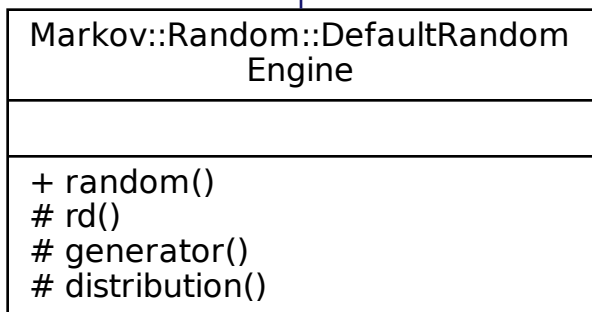 Markov::Random::DefaultRandom
Engine
+ random()
# rd()
# generator()
# distribution()